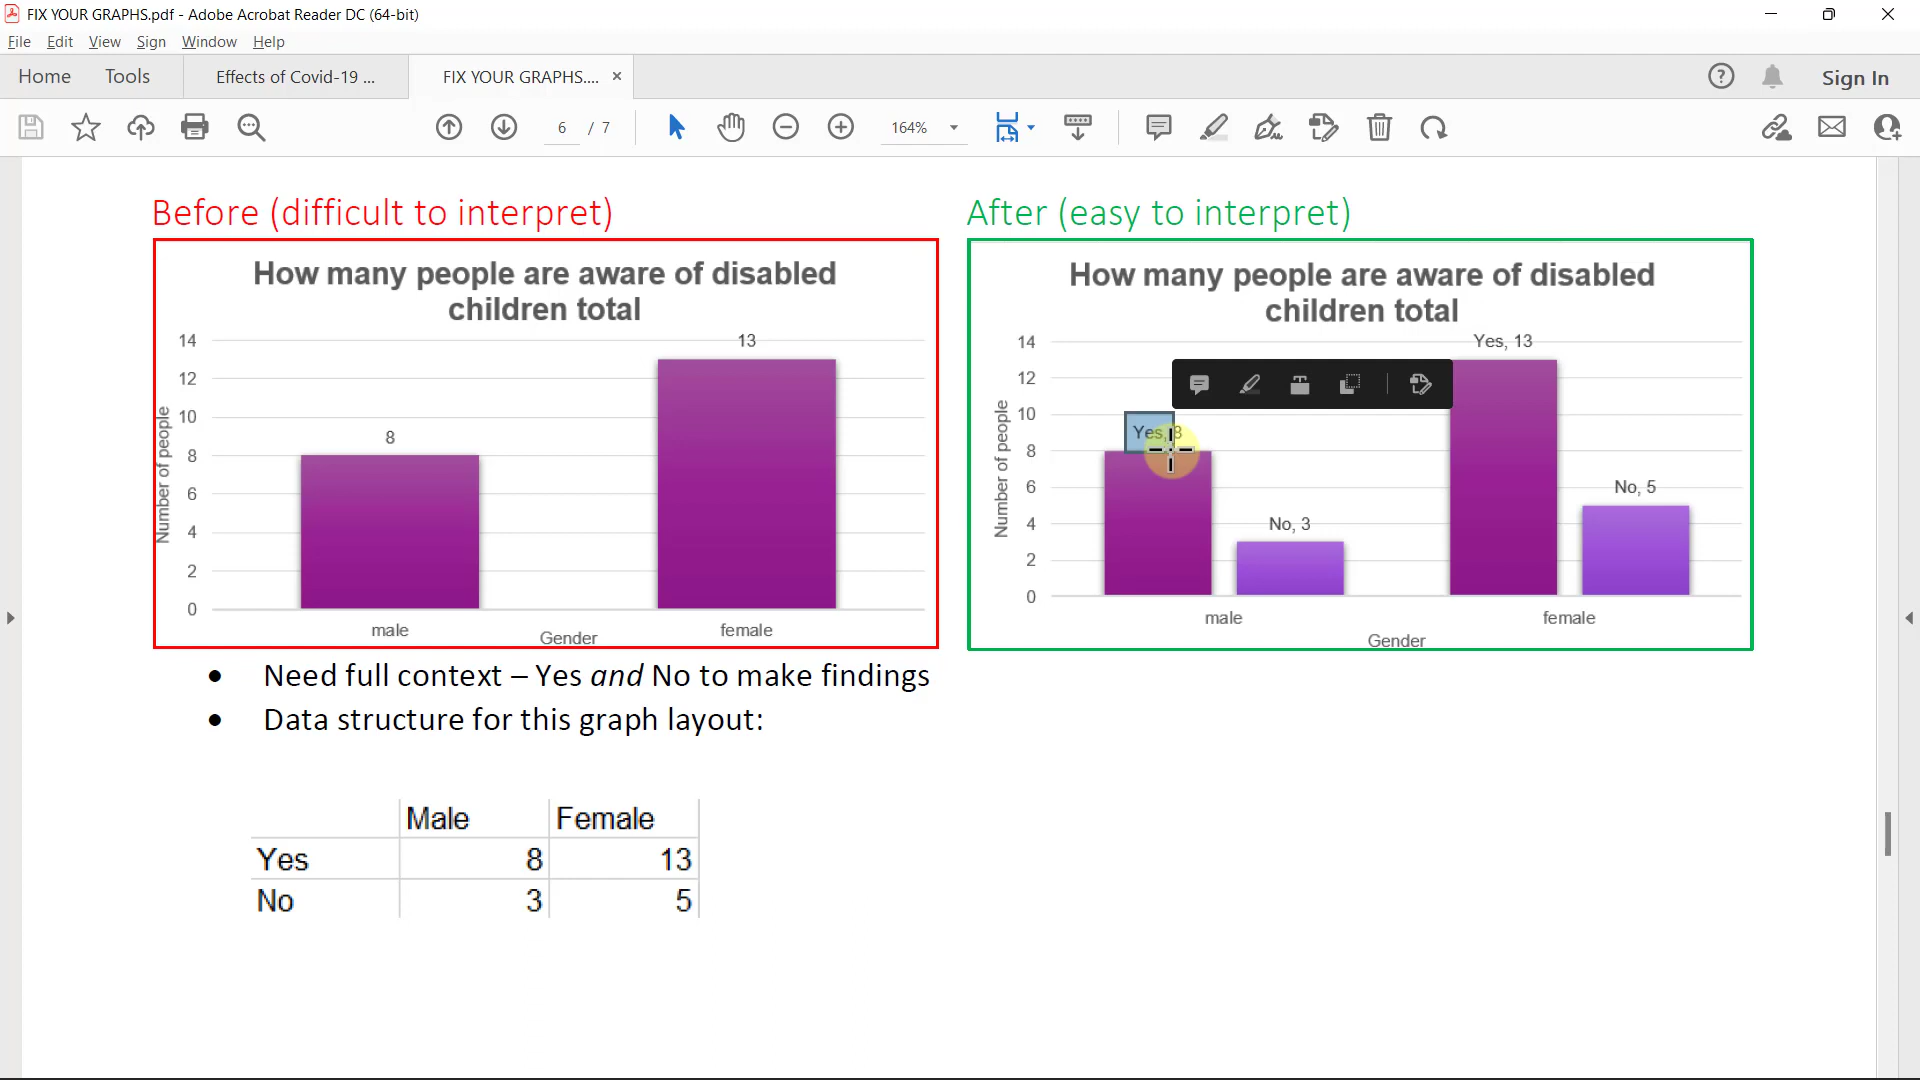 FIX YOUR GRAPHS.pdf - Adobe Acrobat Reader DC (64-bit)
File Edit View Sign Window Help
Home Tools Effects of Covid-19 ... FIX YOUR GRAPHS.... × Sign In
6 / 7 164%
Before (difficult to interpret)
How many people are aware of disabled
children total
14
12
10
8
6
4
2
0
Number of people
8
13
male
female
Gender
After (easy to interpret)
How many people are aware of disabled
children total
14
12
10
8
6
4
2
0
Number of people
Yes, 8
No, 3
Yes, 13
No, 5
male
female
Gender
• Need full context – Yes and No to make findings
• Data structure for this graph layout:
Male Female
Yes 8 13
No 3 5